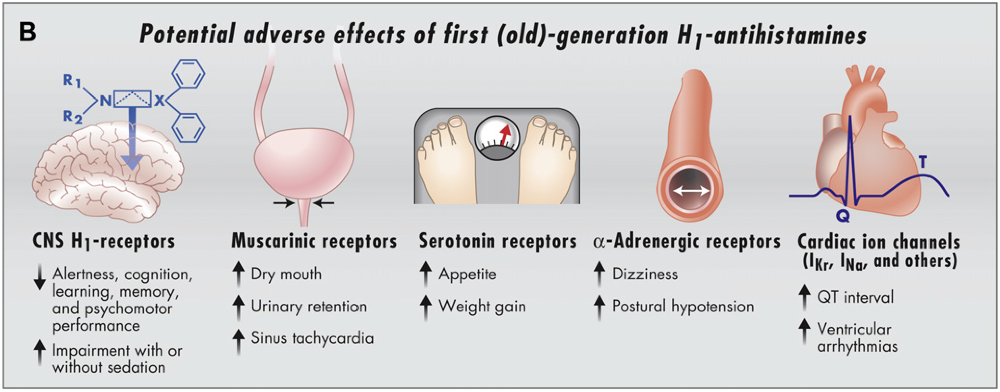 B
Potential adverse effects of first (old)-generation H1-antihistamines
R1
N
X
R2
T
Q
CNS H1-receptors
↓ Alertness, cognition,
learning, memory,
and psychomotor
performance
↑ Impairment with or
without sedation
Muscarinic receptors
↑ Dry mouth
↑ Urinary retention
↑ Sinus tachycardia
Serotonin receptors
↑ Appetite
↑ Weight gain
α-Adrenergic receptors
↑ Dizziness
↑ Postural hypotension
Cardiac ion channels
(IKr, INa, and others)
↑ QT interval
↑ Ventricular
arrhythmias